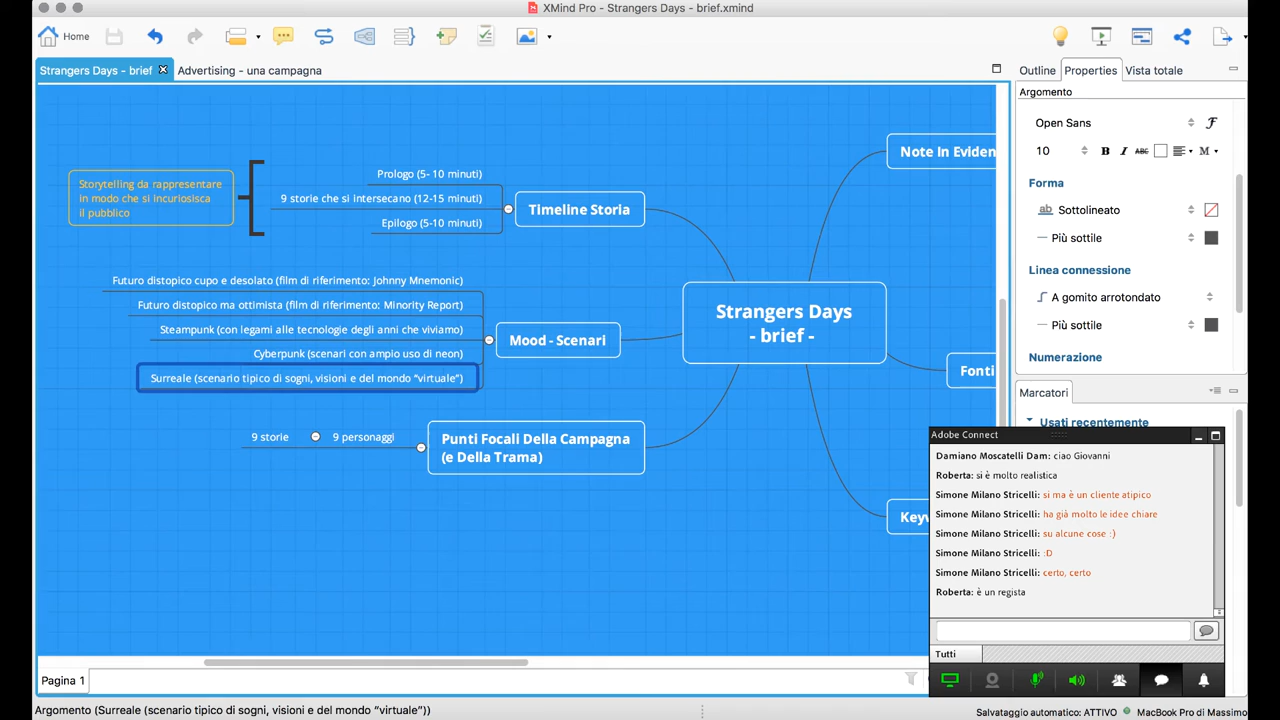 XMind Pro - Strangers Days - brief.xmind
Home
Strangers Days - brief
Advertising - una campagna
Outline
Properties
Vista totale
Argomento
Open Sans
10
B
I
ABC
M
Forma
Sottolineato
Più sottile
Linea connessione
A gomito arrotondato
Più sottile
Numerazione
Marcatori
Usati recentemente
Storytelling da rappresentare
in modo che si incuriosisca
il pubblico
Prologo (5- 10 minuti)
9 storie che si intersecano (12-15 minuti)
Epilogo (5-10 minuti)
Timeline Storia
Note In Eviden
Futuro distopico cupo e desolato (film di riferimento: Johnny Mnemonic)
Futuro distopico ma ottimista (film di riferimento: Minority Report)
Steampunk (con legami alle tecnologie degli anni che viviamo)
Cyberpunk (scenari con ampio uso di neon)
Surreale (scenario tipico di sogni, visioni e del mondo “virtuale”)
Mood - Scenari
Strangers Days
- brief -
Fonti
9 storie
9 personaggi
Punti Focali Della Campagna
(e Della Trama)
Keyw
Adobe Connect
Damiano Moscatelli Dam: ciao Giovanni
Roberta: si è molto realistica
Simone Milano Stricelli: si ma è un cliente atipico
Simone Milano Stricelli: ha già molto le idee chiare
Simone Milano Stricelli: su alcune cose :)
Simone Milano Stricelli: :D
Simone Milano Stricelli: certo, certo
Roberta: è un regista
Tutti
Pagina 1
Argomento (Surreale (scenario tipico di sogni, visioni e del mondo “virtuale”))
Salvataggio automatico: ATTIVO
MacBook Pro di Massimo